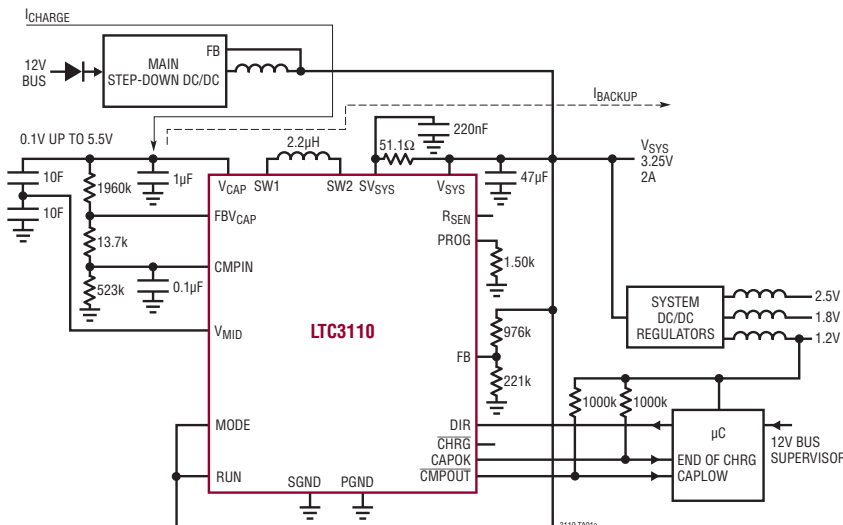 ICHARGE
12V
BUS
MAIN
STEP-DOWN DC/DC
FB
IBACKUP
0.1V UP TO 5.5V
10F
10F
1960k
13.7k
523k
1µF
0.1µF
2.2µH
51.1Ω
220nF
47µF
VSYS
3.25V
2A
VCAP
SW1
SW2
SVSYS
VSYS
FBVCAP
RSEN
PROG
1.50k
CMPIN
VMID
LTC3110
FB
976k
221k
MODE
RUN
SGND
PGND
DIR
CHRG
CAPOK
CMPOUT
1000k
1000k
SYSTEM
DC/DC
REGULATORS
2.5V
1.8V
1.2V
µC
END OF CHRG
CAPLOW
12V BUS
SUPERVISOR
3110 TA01a